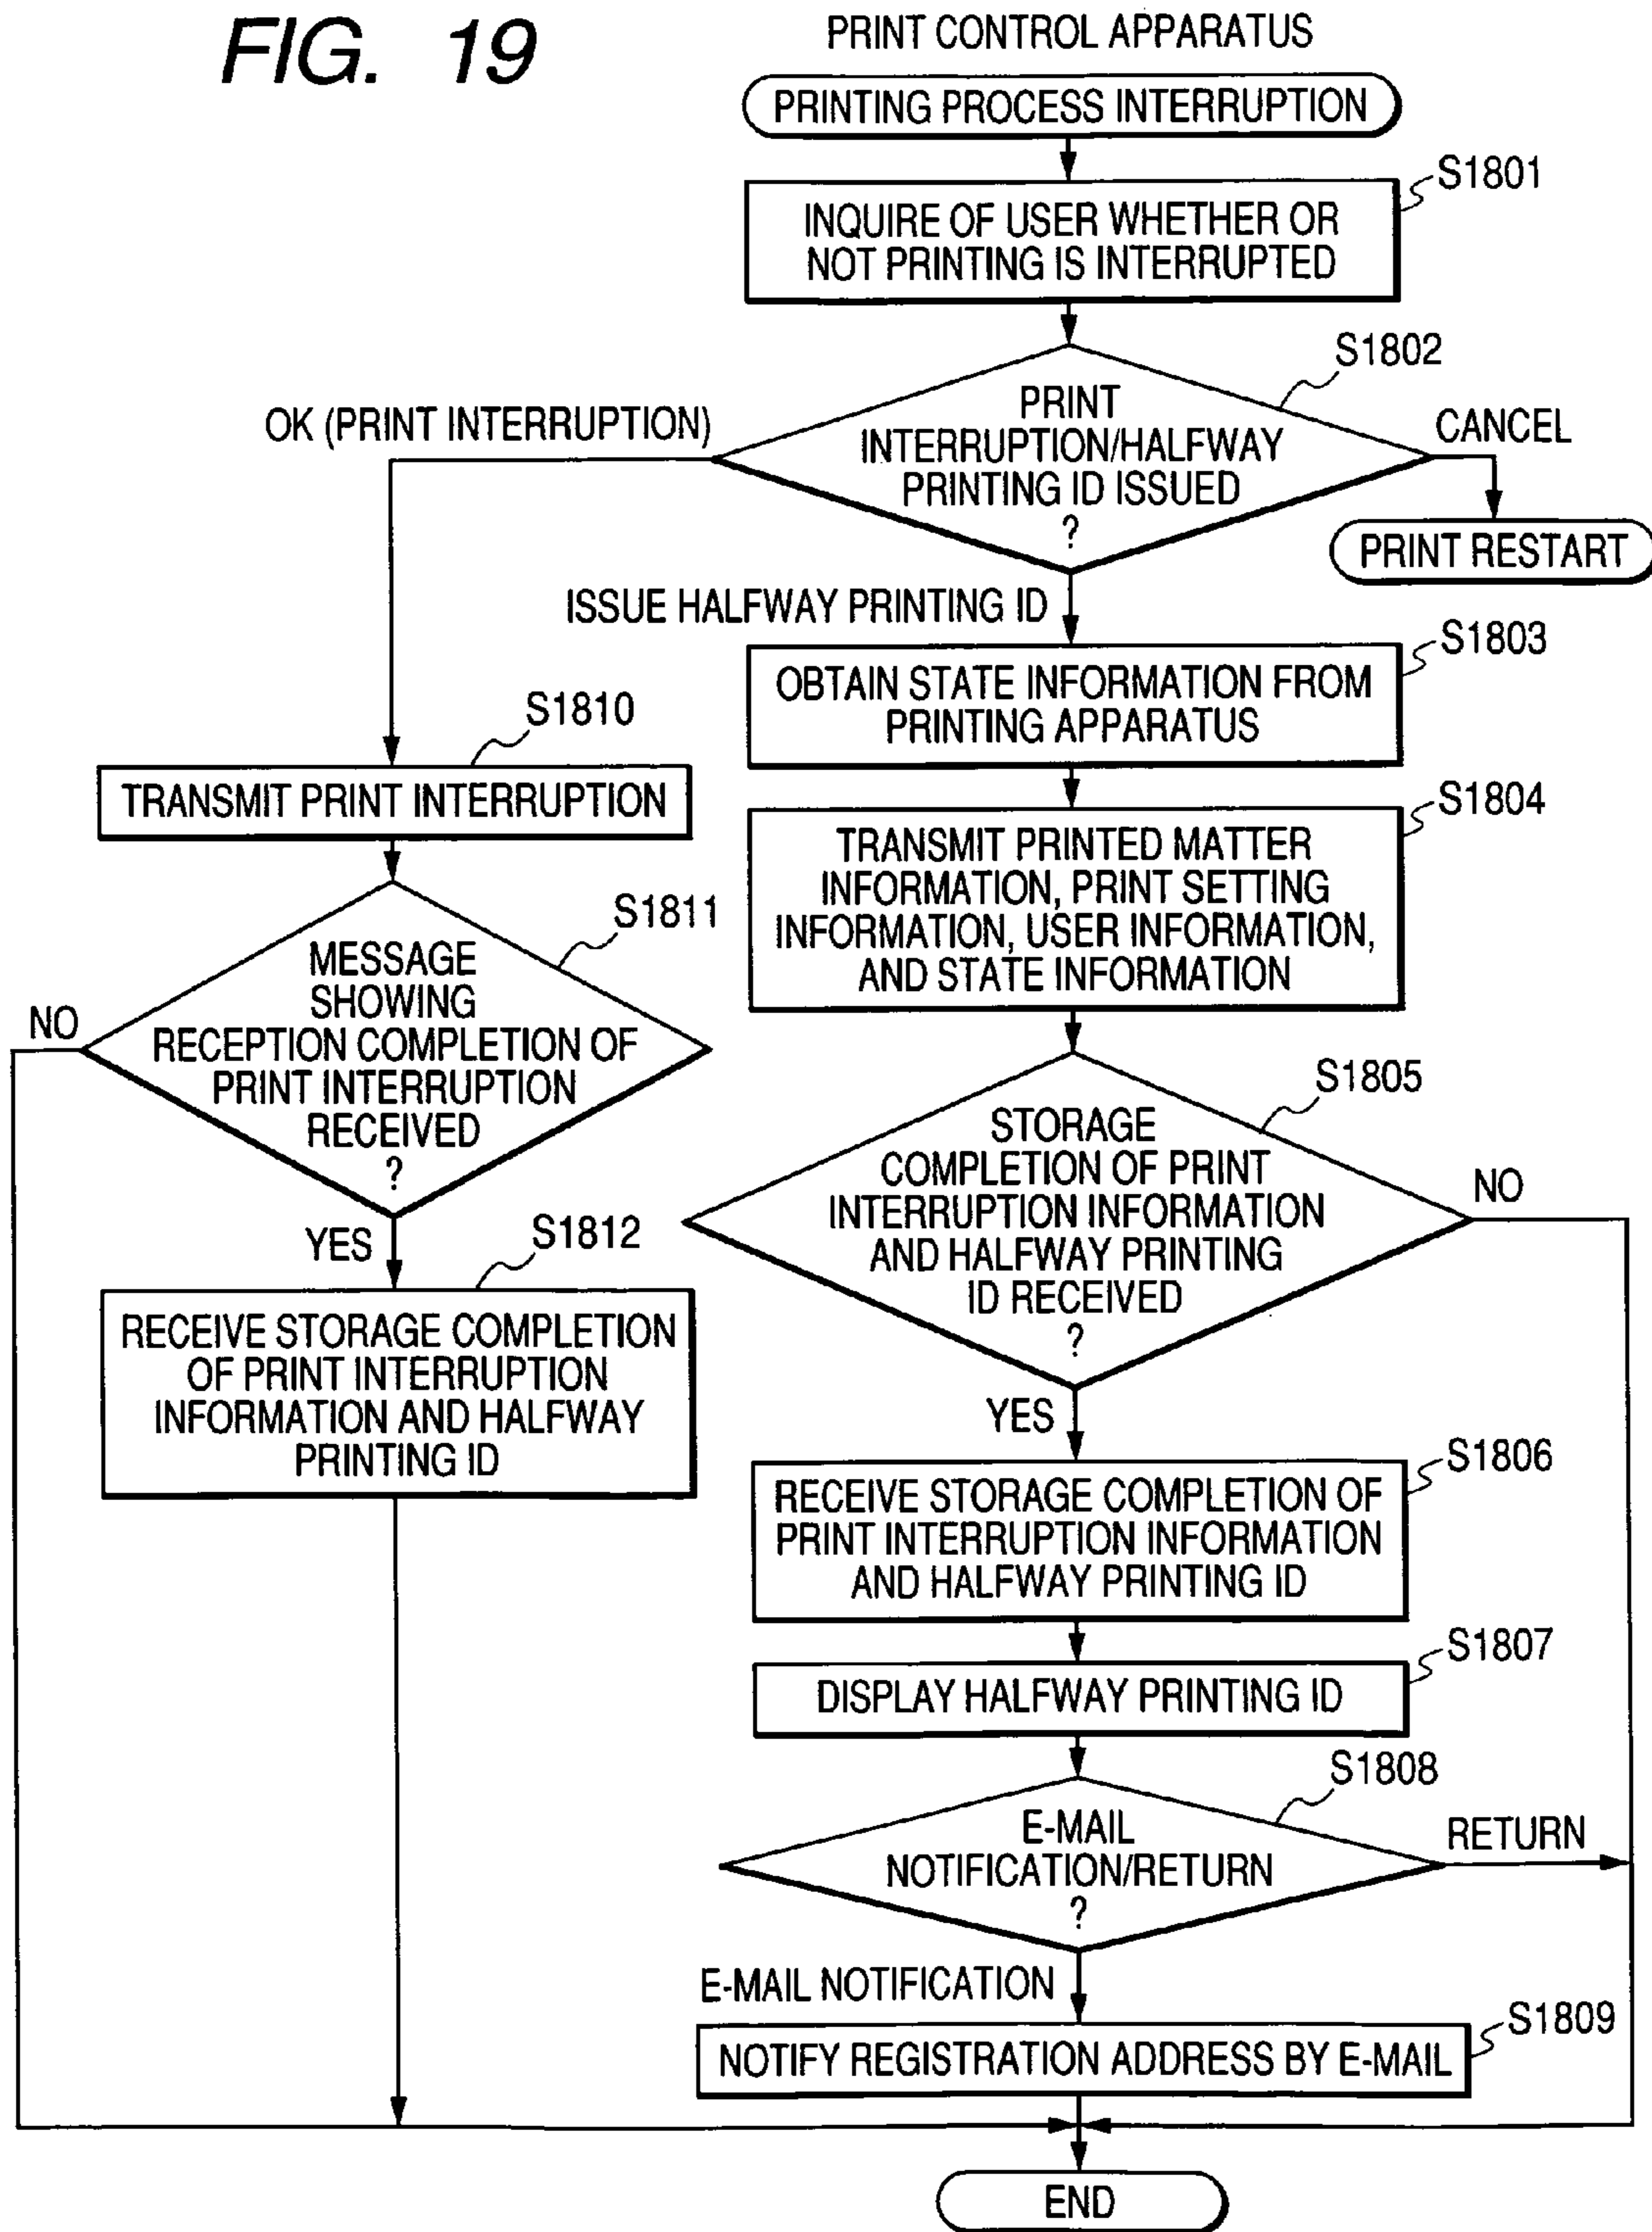 FIG. 19
PRINT CONTROL APPARATUS
PRINTING PROCESS INTERRUPTION
S1801
INQUIRE OF USER WHETHER OR
NOT PRINTING IS INTERRUPTED
S1802
PRINT
INTERRUPTION/HALFWAY
PRINTING ID ISSUED
?
OK (PRINT INTERRUPTION)
CANCEL
PRINT RESTART
ISSUE HALFWAY PRINTING ID
S1803
OBTAIN STATE INFORMATION FROM
PRINTING APPARATUS
S1804
TRANSMIT PRINTED MATTER
INFORMATION, PRINT SETTING
INFORMATION, USER INFORMATION,
AND STATE INFORMATION
S1805
STORAGE
COMPLETION OF PRINT
INTERRUPTION INFORMATION
AND HALFWAY PRINTING
ID RECEIVED
?
NO
YES
S1806
RECEIVE STORAGE COMPLETION OF
PRINT INTERRUPTION INFORMATION
AND HALFWAY PRINTING ID
S1807
DISPLAY HALFWAY PRINTING ID
S1808
E-MAIL
NOTIFICATION/RETURN
?
RETURN
E-MAIL NOTIFICATION
S1809
NOTIFY REGISTRATION ADDRESS BY E-MAIL
S1810
TRANSMIT PRINT INTERRUPTION
S1811
MESSAGE
SHOWING
RECEPTION COMPLETION OF
PRINT INTERRUPTION
RECEIVED
?
NO
YES
S1812
RECEIVE STORAGE COMPLETION
OF PRINT INTERRUPTION
INFORMATION AND HALFWAY
PRINTING ID
END